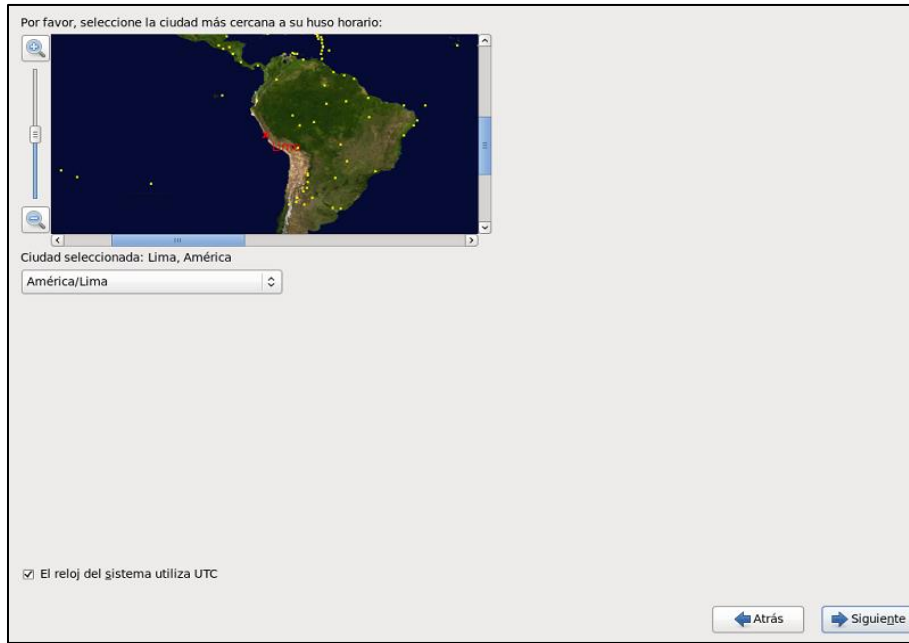 Por favor, seleccione la ciudad más cercana a su huso horario:
Lima
Ciudad seleccionada: Lima, América
América/Lima
El reloj del sistema utiliza UTC
Atrás
Siguiente